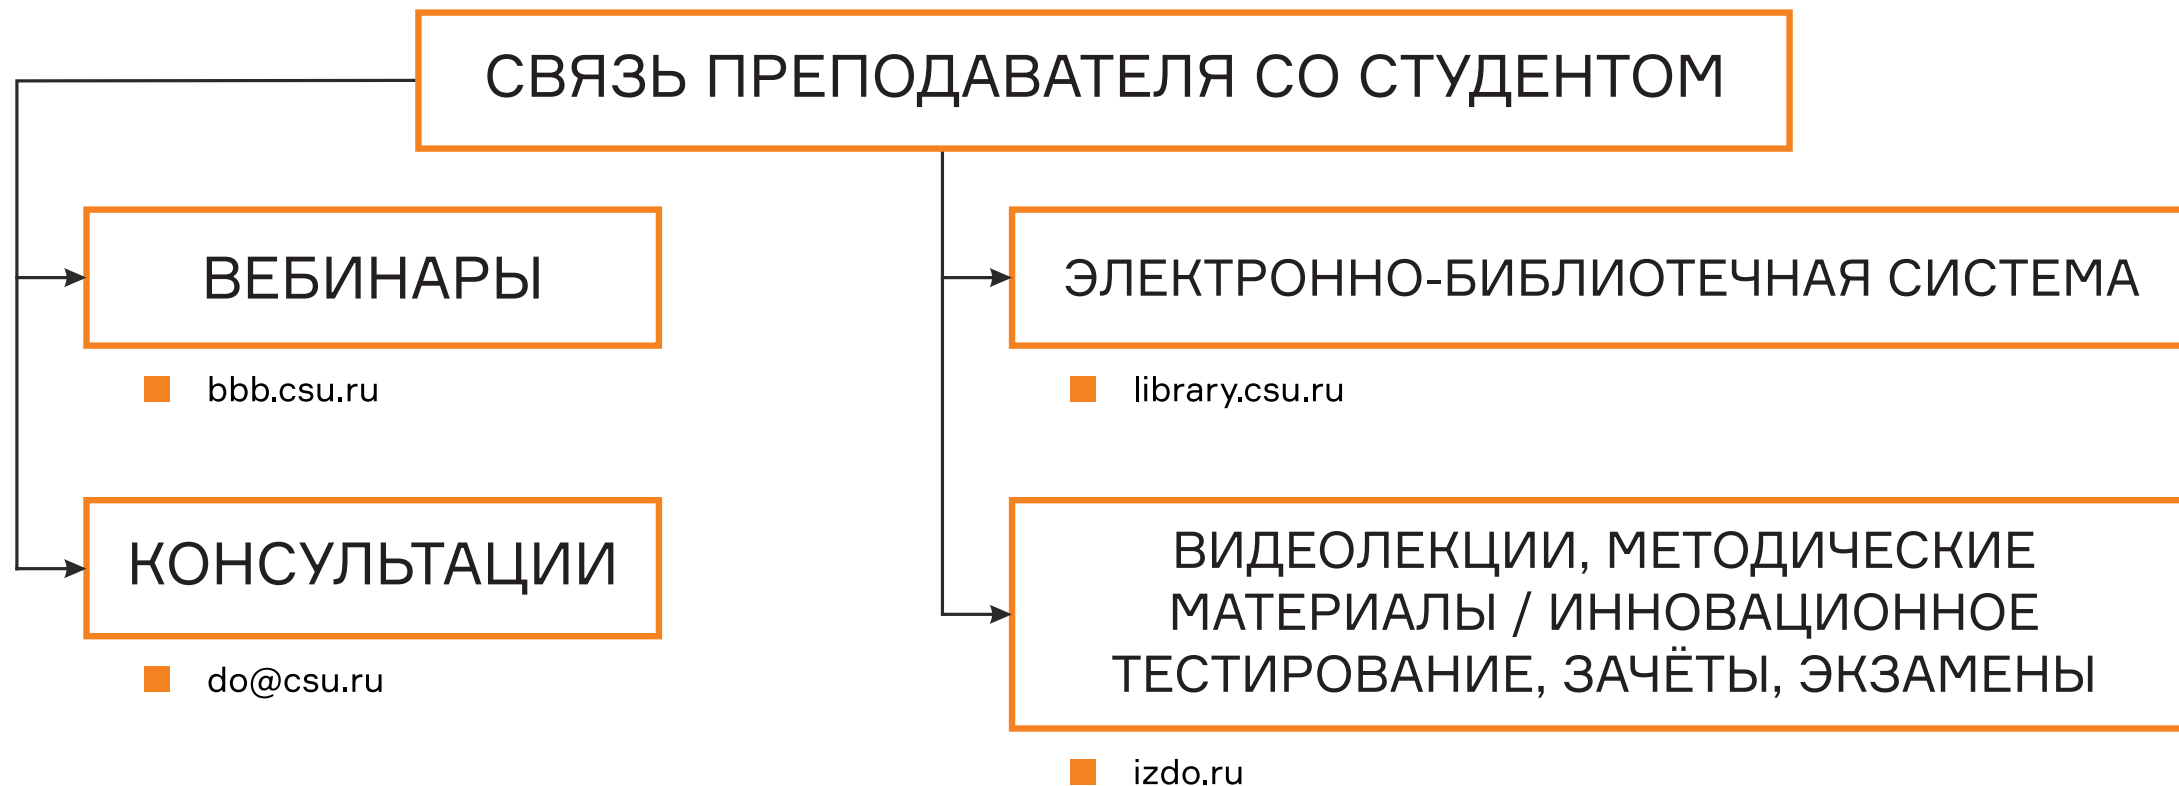 СВЯЗЬ ПРЕПОДАВАТЕЛЯ СО СТУДЕНТОМ
ВЕБИНАРЫ
bbb.csu.ru
КОНСУЛЬТАЦИИ
do@csu.ru
ЭЛЕКТРОННО-БИБЛИОТЕЧНАЯ СИСТЕМА
library.csu.ru
ВИДЕОЛЕКЦИИ, МЕТОДИЧЕСКИЕ
МАТЕРИАЛЫ / ИННОВАЦИОННОЕ
ТЕСТИРОВАНИЕ, ЗАЧЁТЫ, ЭКЗАМЕНЫ
izdo.ru